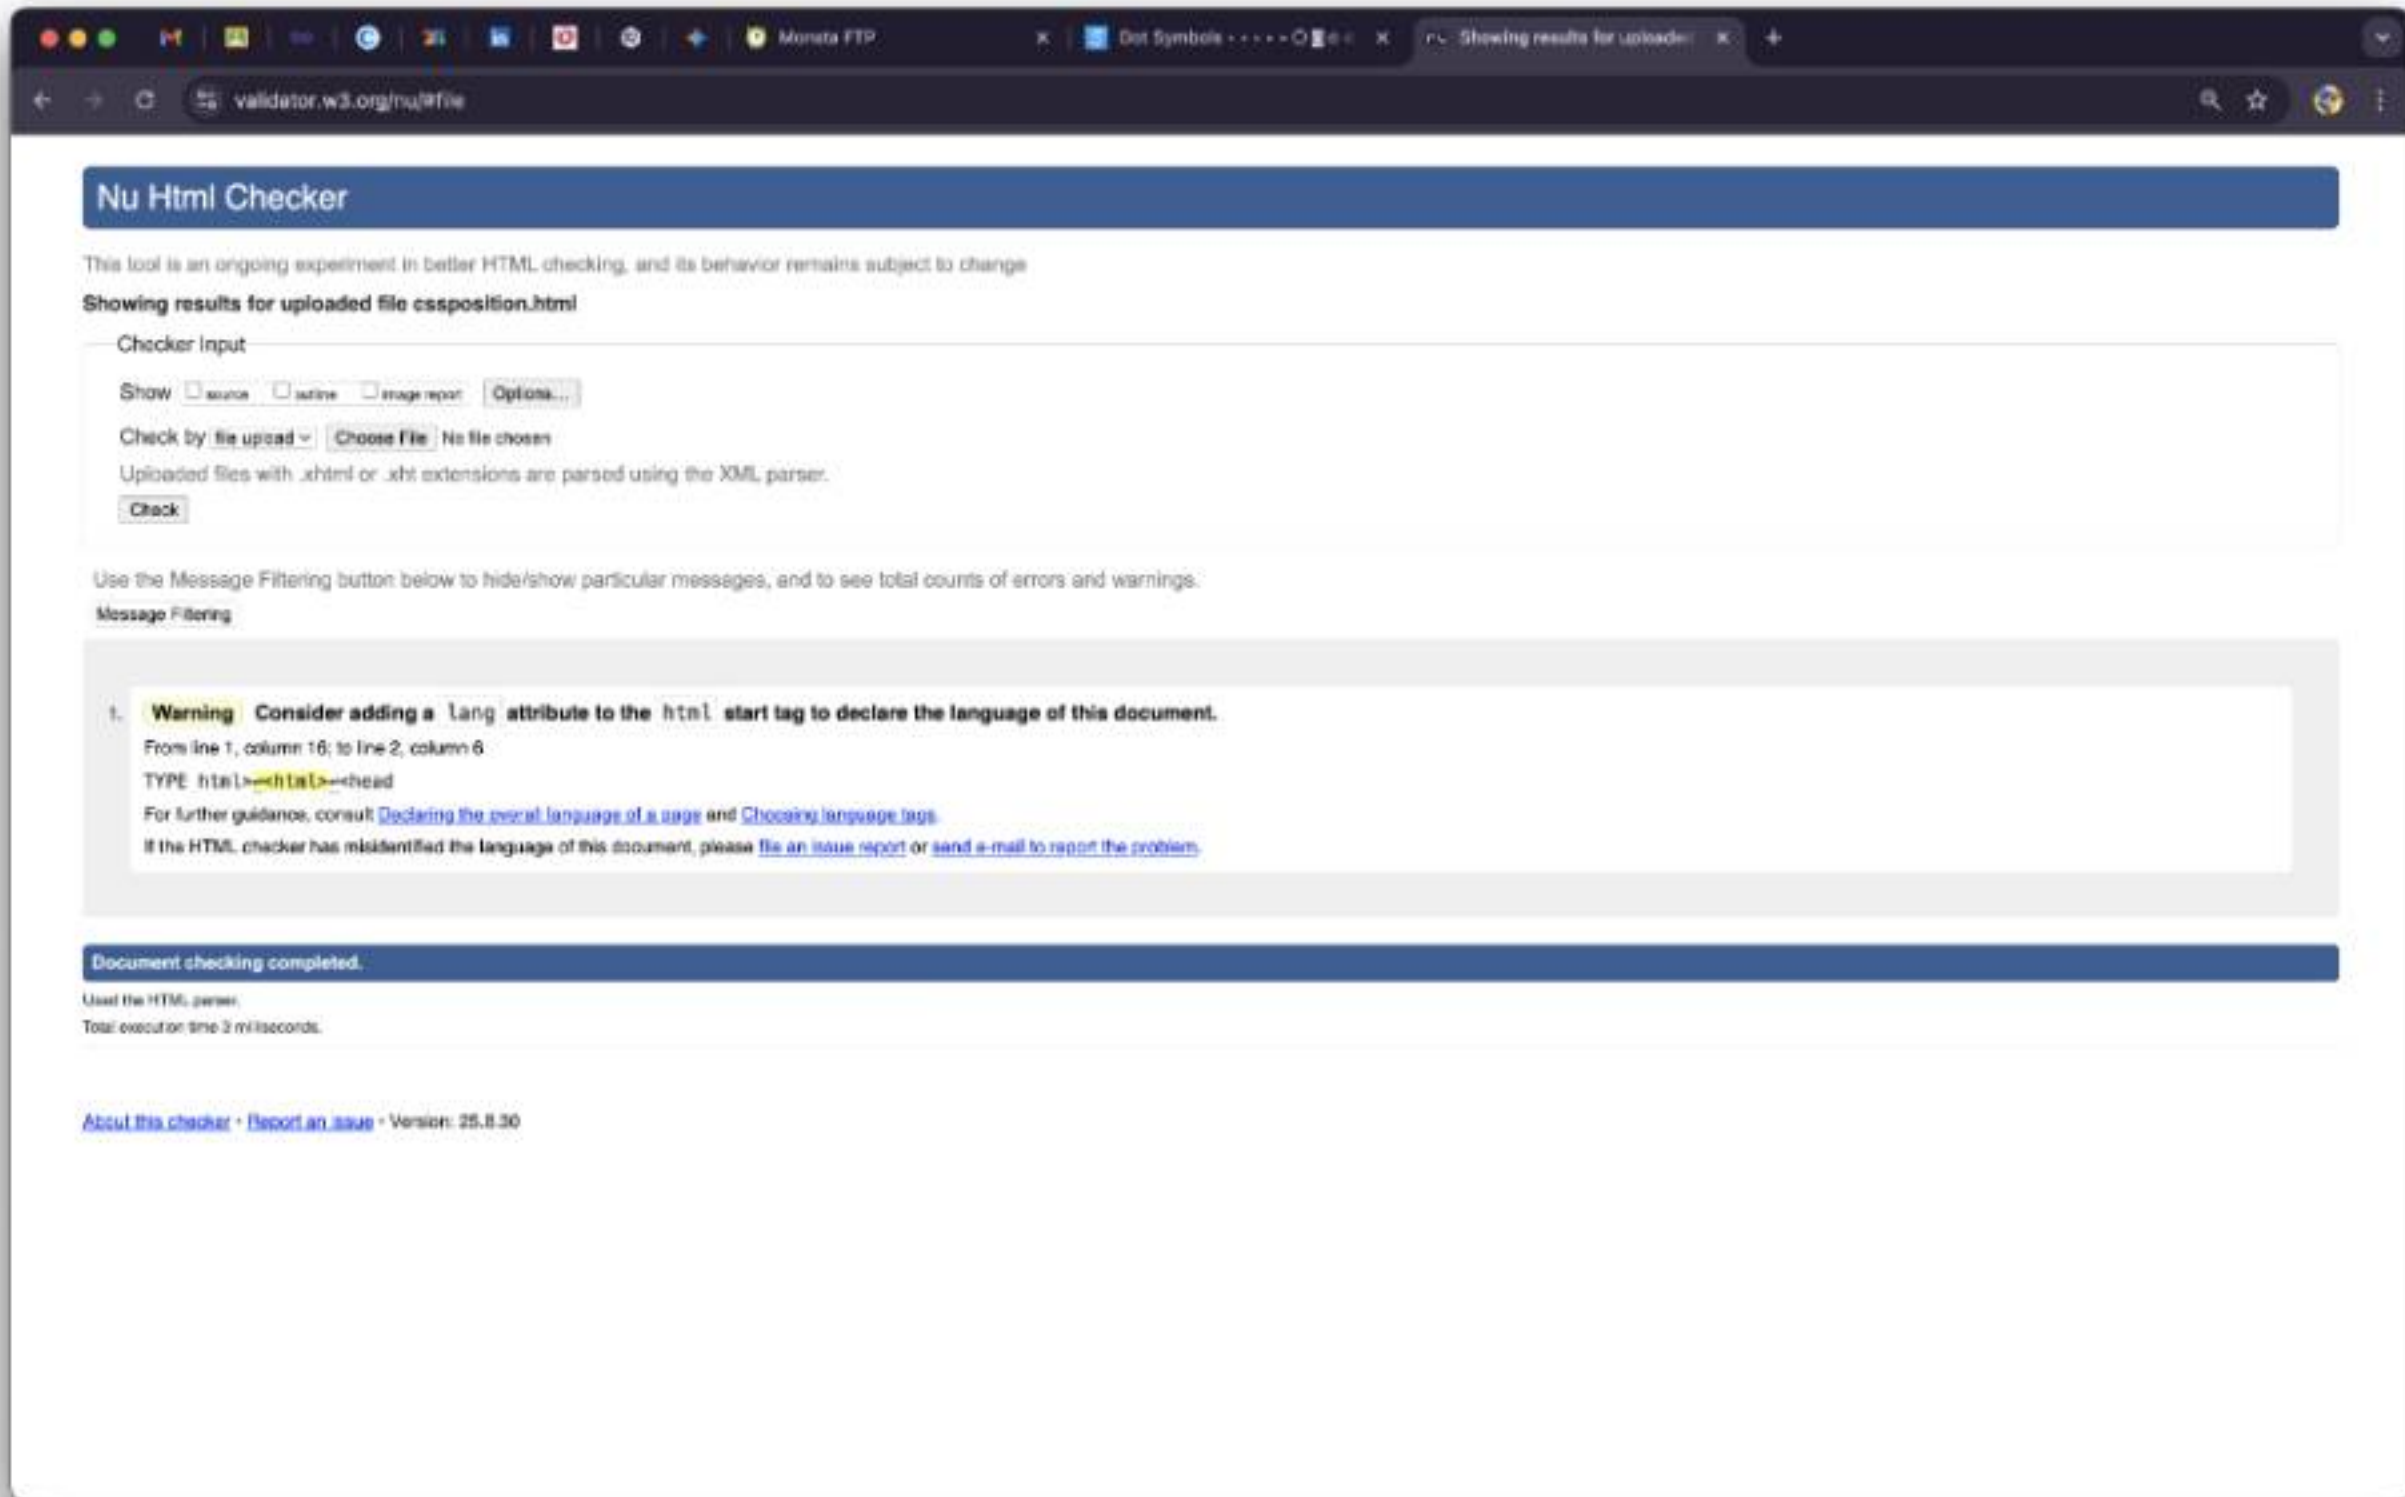 Monsta FTP
Dot Symbols
Showing results for uploade
validator.w3.org/nu/#file
Nu Html Checker
This tool is an ongoing experiment in better HTML checking, and its behavior remains subject to change
Showing results for uploaded file cssposition.html
Checker Input
Show source outline image report Options...
Check by file upload Choose File No file chosen
Uploaded files with .xhtml or .xht extensions are parsed using the XML parser.
Check
Use the Message Filtering button below to hide/show particular messages, and to see total counts of errors and warnings.
Message Filtering
1. Warning Consider adding a lang attribute to the html start tag to declare the language of this document.
From line 1, column 16; to line 2, column 6
TYPE html>↩<html>↩<head
For further guidance, consult Declaring the overall language of a page and Choosing language tags.
If the HTML checker has misidentified the language of this document, please file an issue report or send e-mail to report the problem.
Document checking completed.
Used the HTML parser.
Total execution time 3 milliseconds.
About this checker • Report an issue • Version: 25.8.30